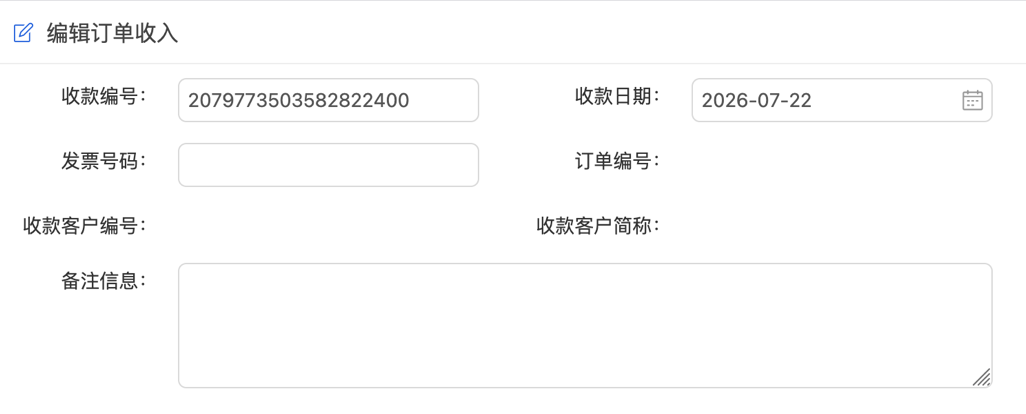 编辑订单收入
收款编号： 2079773503582822400 收款日期： 2026-07-22
发票号码： 订单编号：
收款客户编号： 收款客户简称：
备注信息：